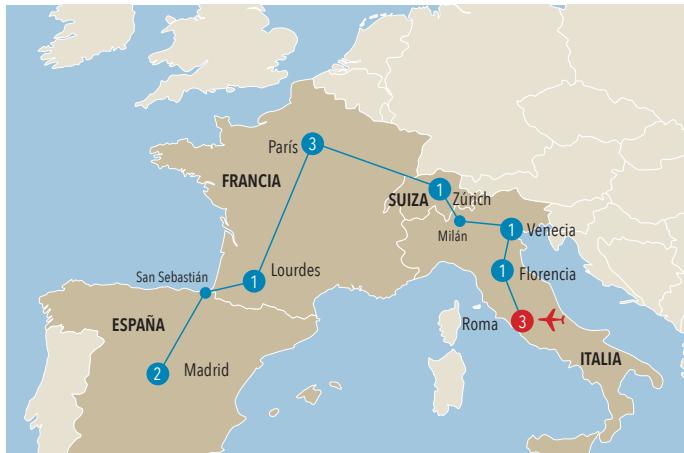 París
3
FRANCIA
1
SUIZA
Zúrich
Milán
1
Venecia
1
Florencia
San Sebastián
Lourdes
1
ESPAÑA
Roma
3
ITALIA
2
Madrid